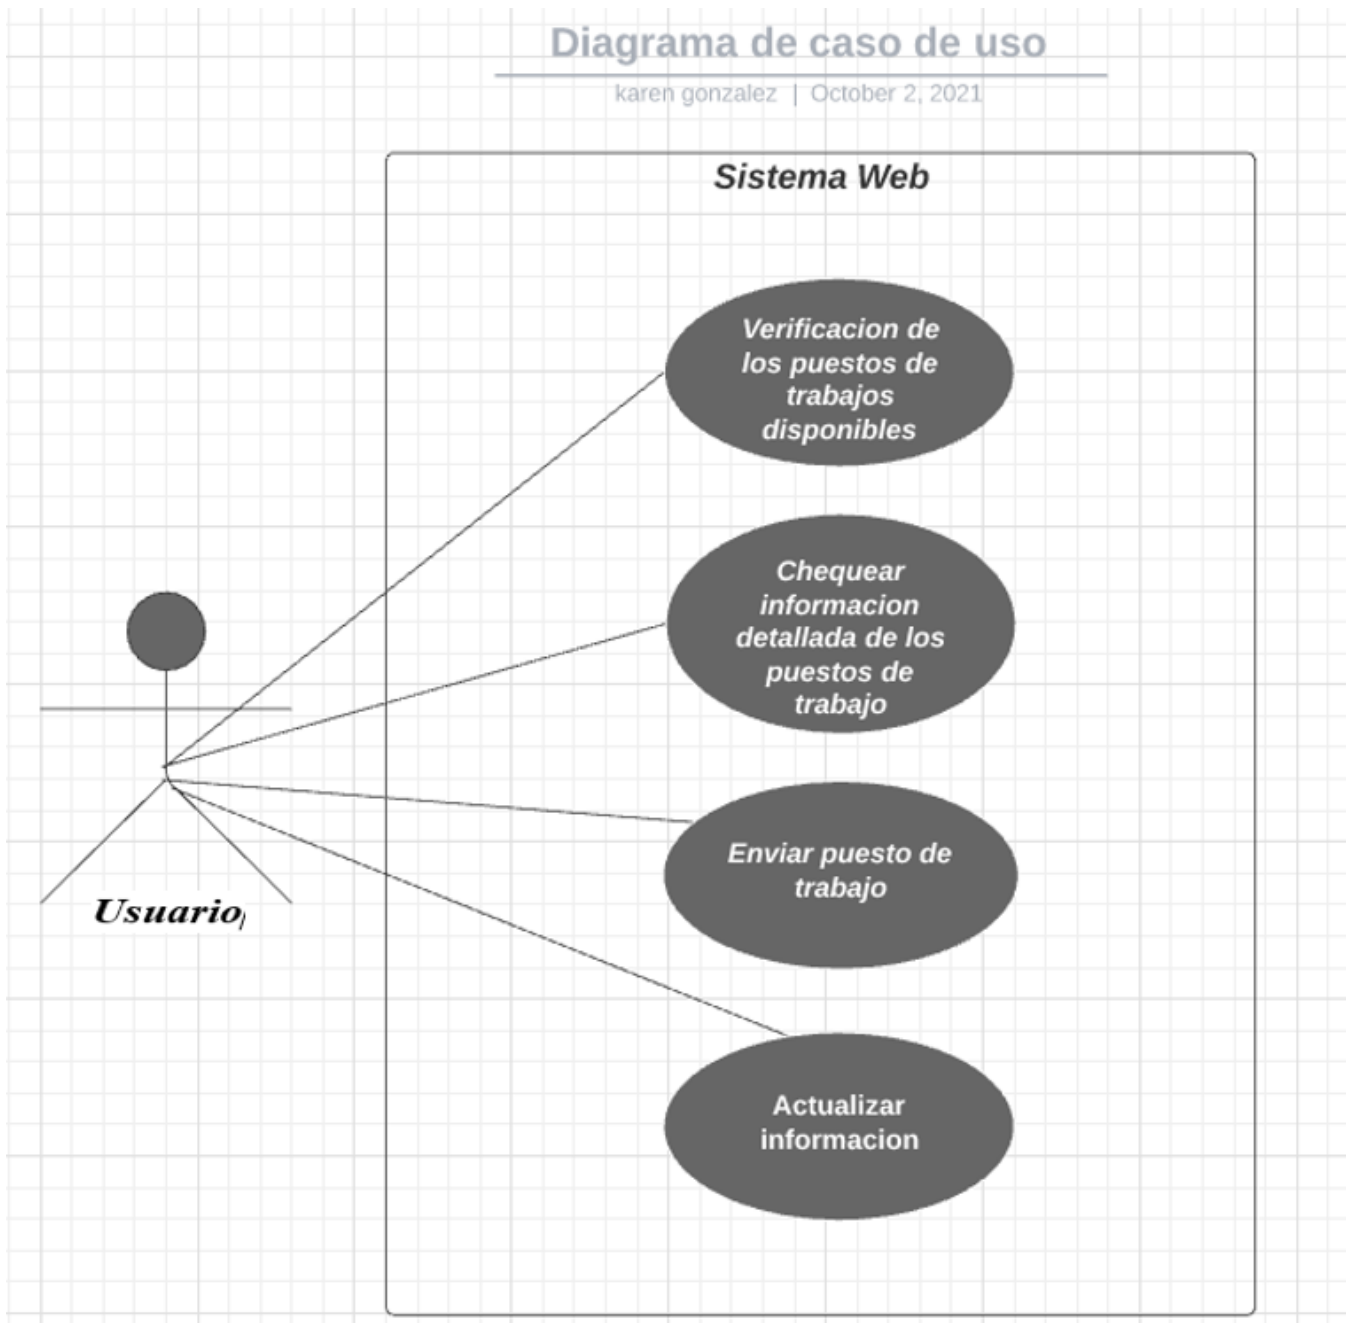 Diagrama de caso de uso
karen gonzalez | October 2, 2021
Sistema Web
Verificacion de
los puestos de
trabajos
disponibles
Chequear
informacion
detallada de los
puestos de
trabajo
Enviar puesto de
trabajo
Usuario
Actualizar
informacion